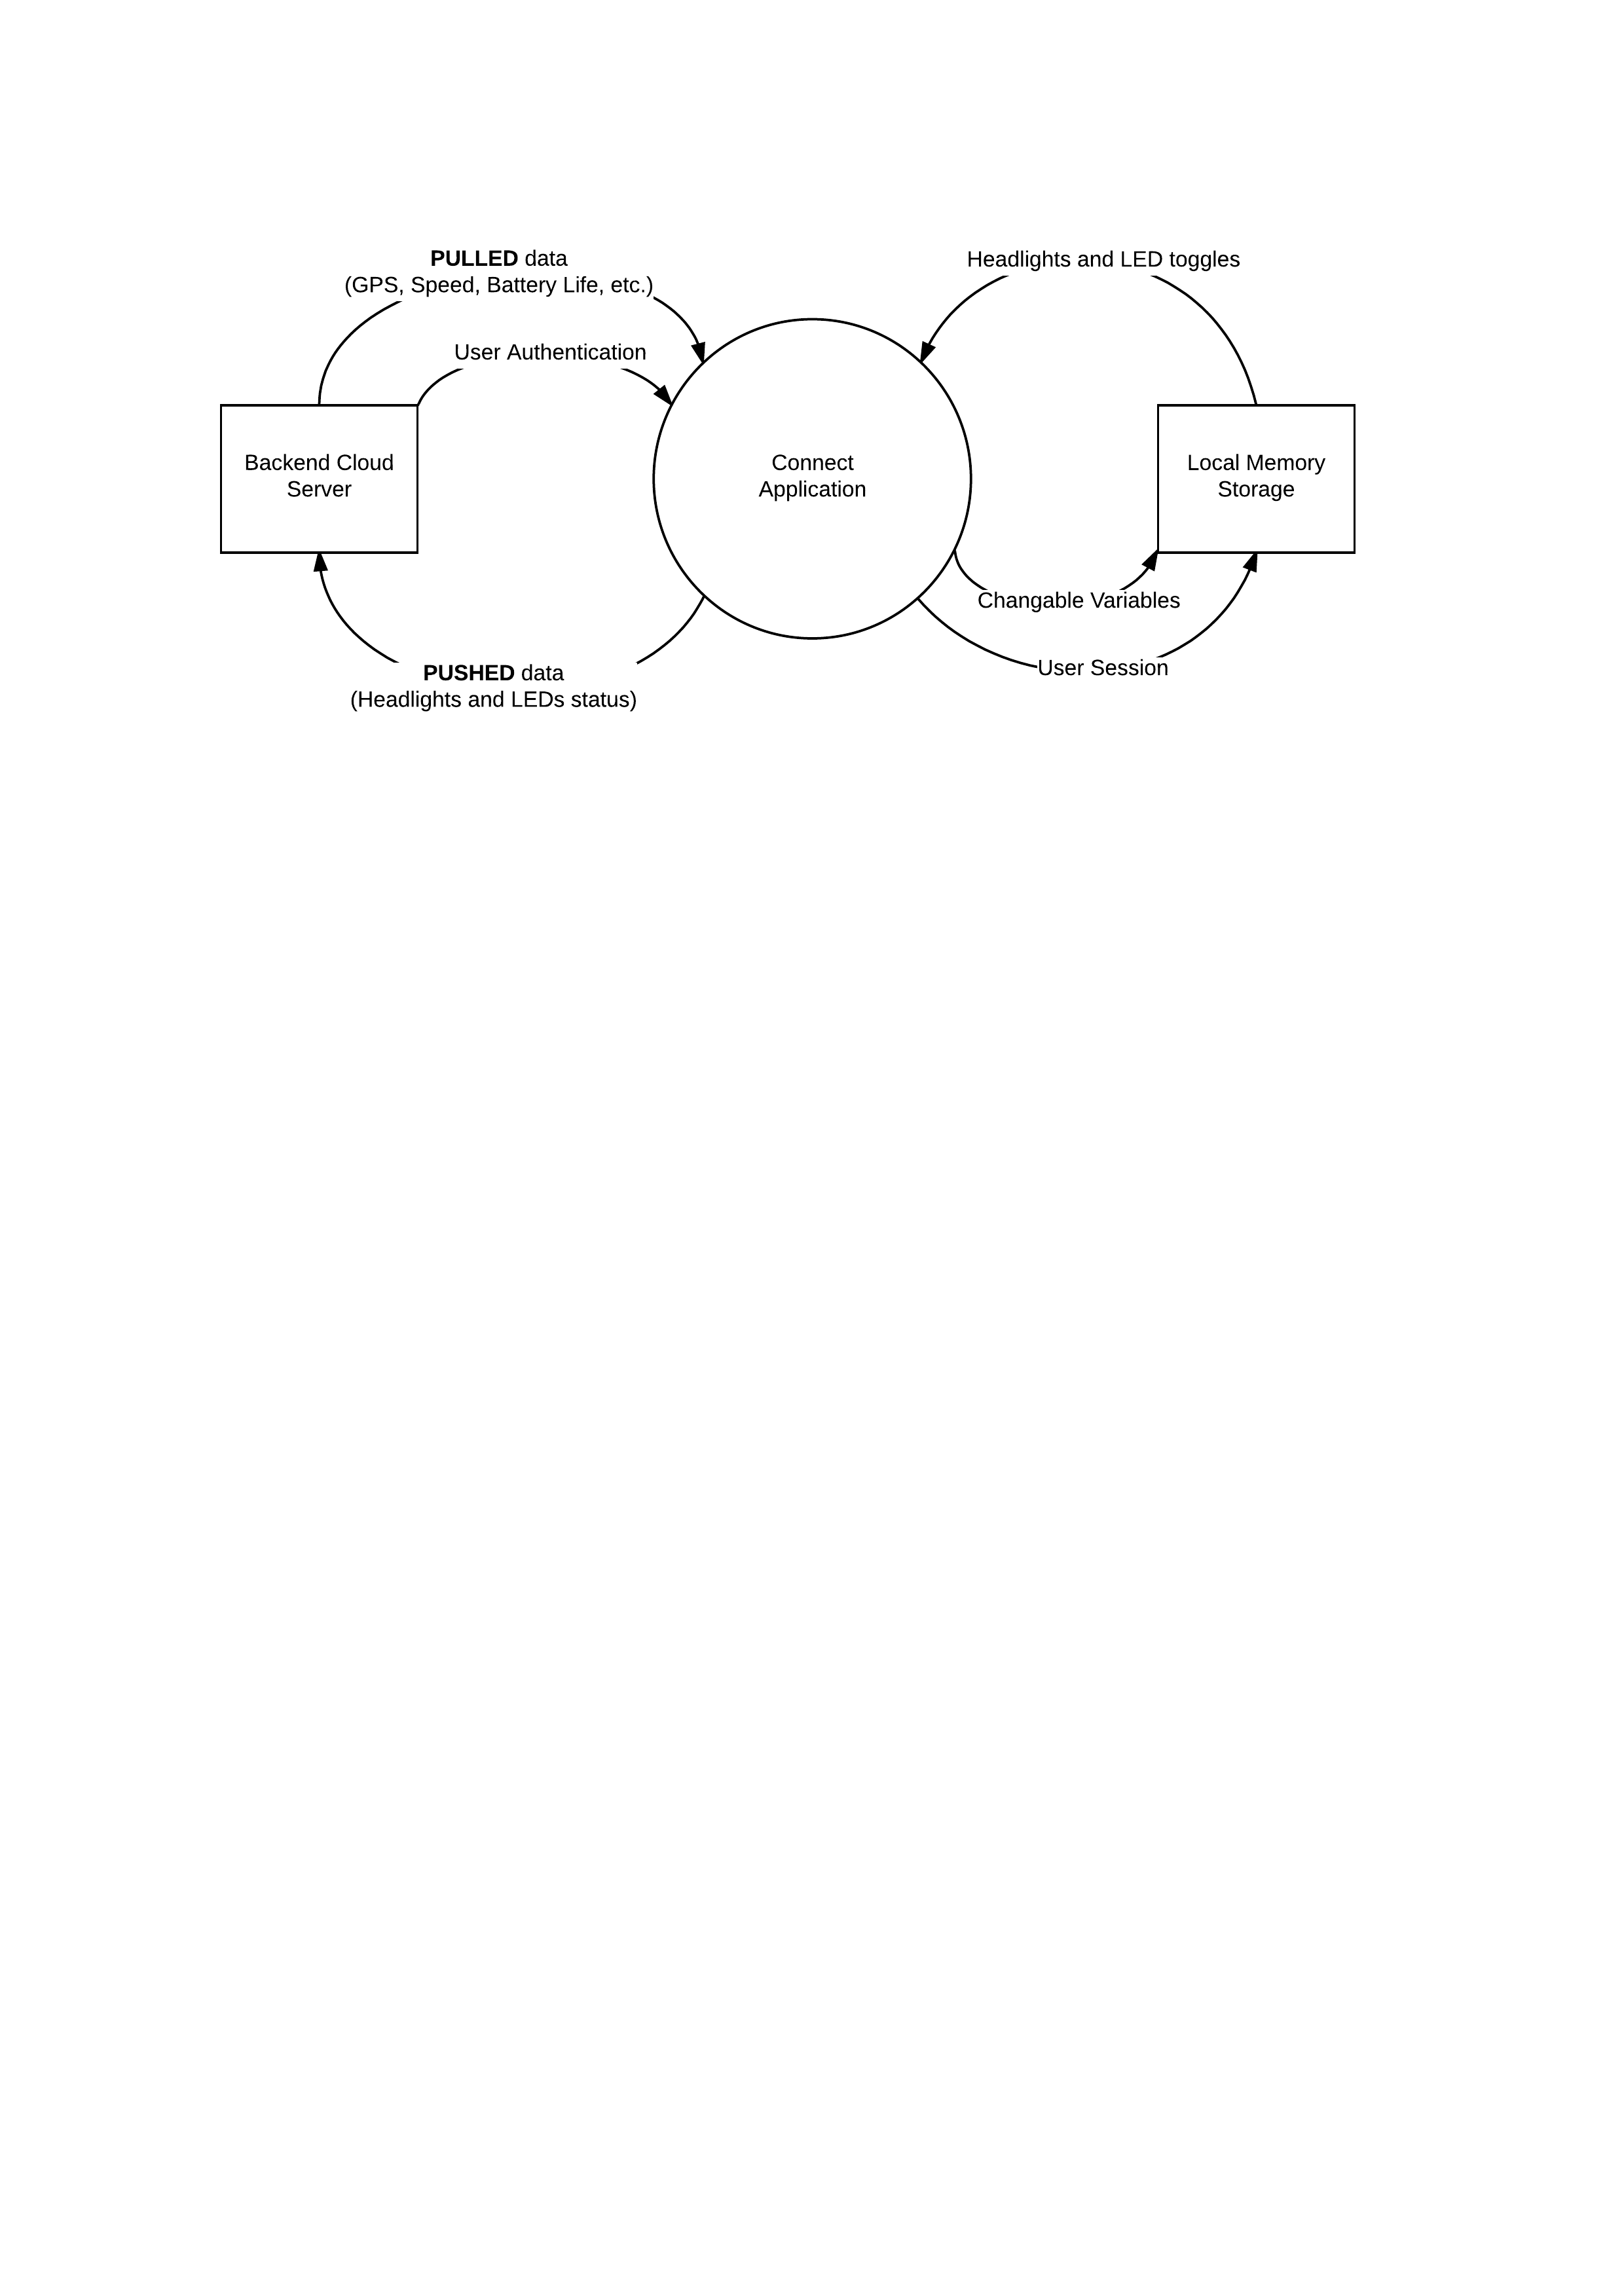 PULLED data
(GPS, Speed, Battery Life, etc.)
Headlights and LED toggles
User Authentication
Backend Cloud
Server
Connect
Application
Local Memory
Storage
Changable Variables
User Session
PUSHED data
(Headlights and LEDs status)